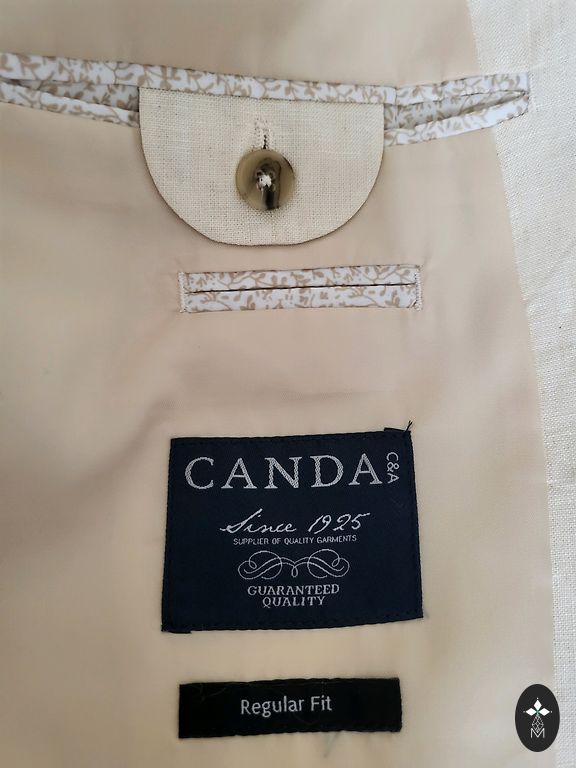 CANDA C&A
Since 1925
SUPPLIER OF QUALITY GARMENTS
GUARANTEED
QUALITY
Regular Fit
M